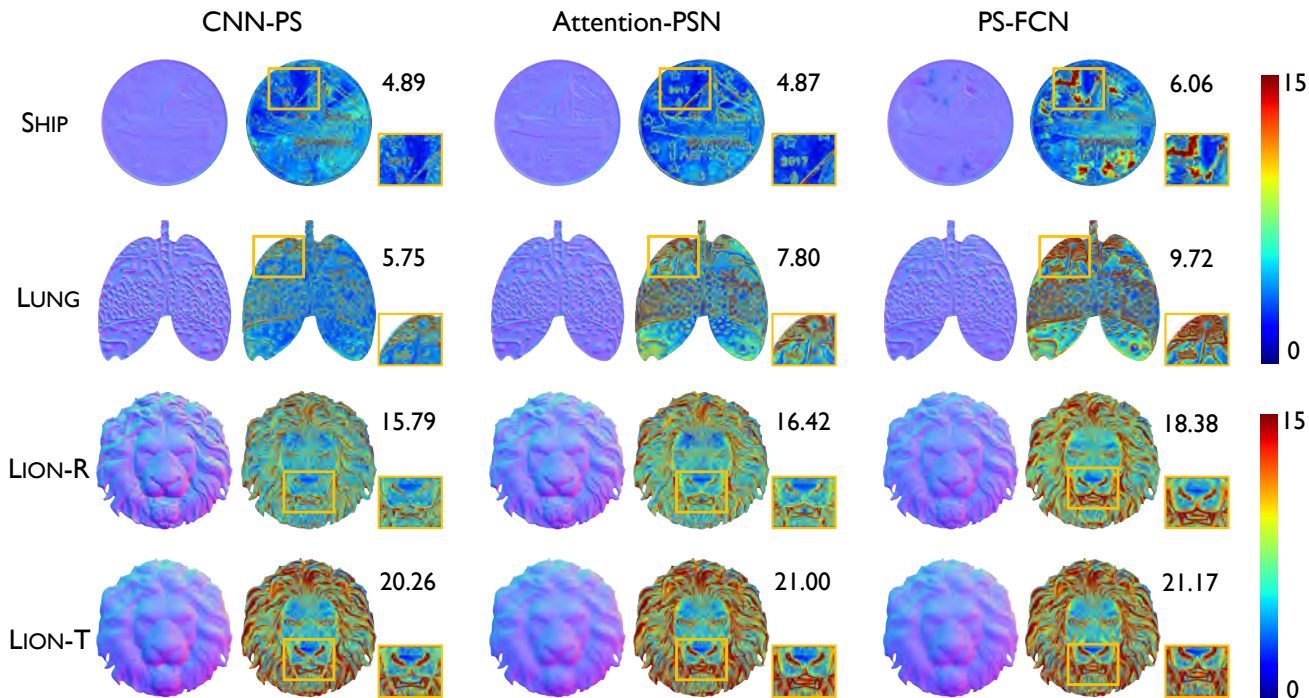 CNN-PS Attention-PSN PS-FCN
SHIP 4.89 4.87 6.06 15
2017 2017
LUNG 5.75 7.80 9.72
0
LION-R 15.79 16.42 18.38 15
LION-T 20.26 21.00 21.17
0